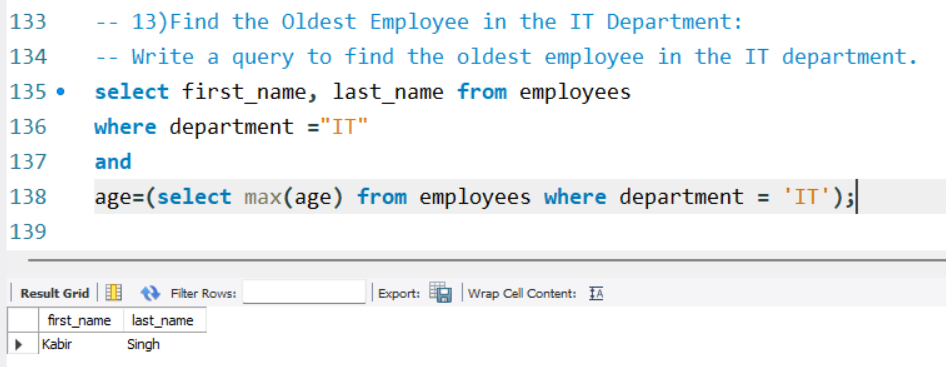 133 -- 13)Find the Oldest Employee in the IT Department:
134 -- Write a query to find the oldest employee in the IT department.
135 select first_name, last_name from employees
136 where department ="IT"
137 and
138 age=(select max(age) from employees where department = 'IT');
139
Result Grid Filter Rows: Export: Wrap Cell Content: IA
first_name last_name
Kabir Singh